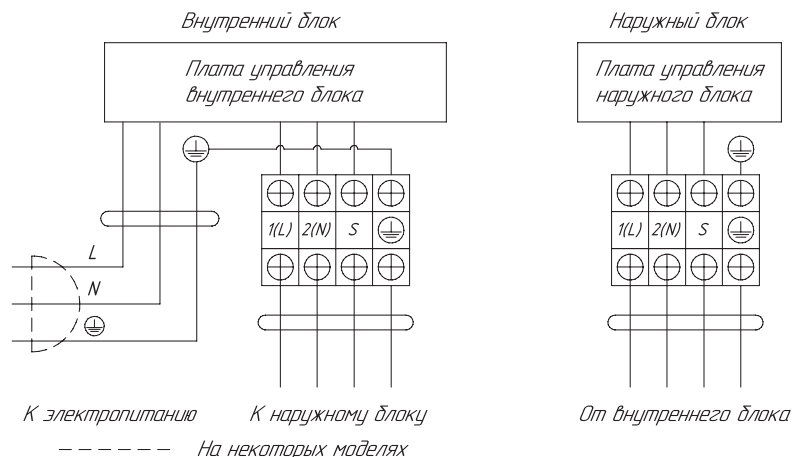 Внутренний блок
Наружный блок
Плата управления
внутреннего блока
Плата управления
наружного блока
1(L) 2(N) S
1(L) 2(N) S
L
N
К электропитанию
К наружному блоку
От внутреннего блока
На некоторых моделях